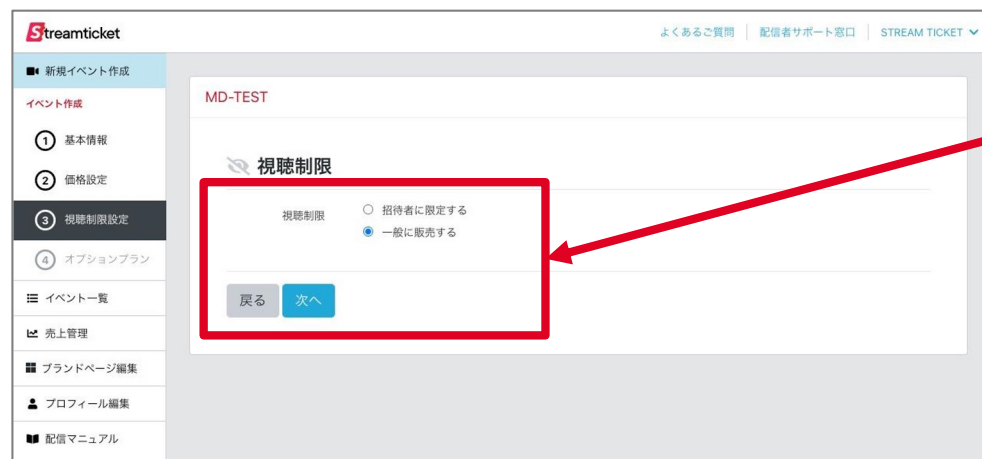 Streamticket
よくあるご質問
配信者サポート窓口
STREAM TICKET
新規イベント作成
イベント作成
1 基本情報
2 価格設定
3 視聴制限設定
4 オプションプラン
イベント一覧
売上管理
ブランドページ編集
プロフィール編集
配信マニュアル
MD-TEST
視聴制限
視聴制限
招待者に限定する
一般に販売する
戻る
次へ